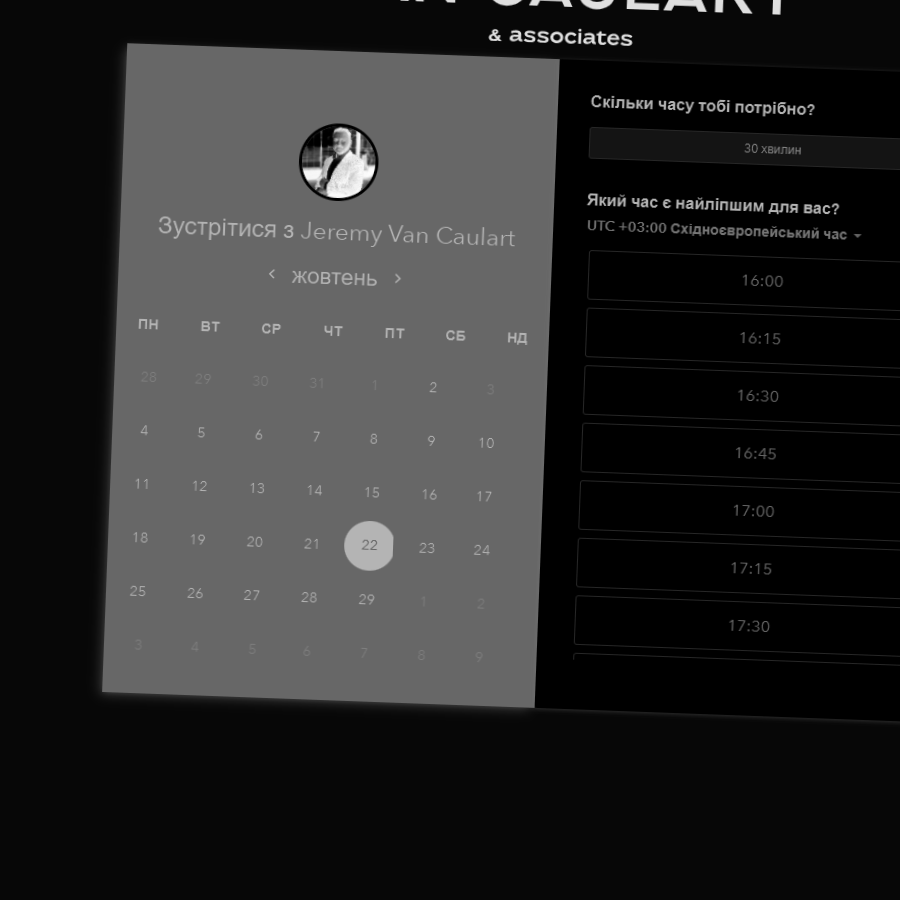 VAN CAULART
& associates
Зустрітися з Jeremy Van Caulart
жовтень
ПН ВТ СР ЧТ ПТ СБ НД
28 29 30 31 1 2 3
4 5 6 7 8 9 10
11 12 13 14 15 16 17
18 19 20 21 22 23 24
25 26 27 28 29 1 2
3 4 5 6 7 8 9
Скільки часу тобі потрібно?
30 хвилин
Який час є найліпшим для вас?
UTC +03:00 Східноєвропейський час
16:00
16:15
16:30
16:45
17:00
17:15
17:30